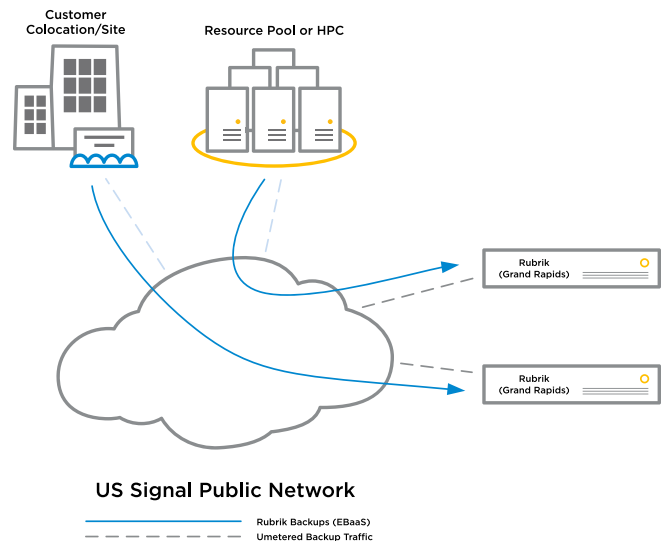 Customer
Colocation/Site
Resource Pool or HPC
Rubrik
(Grand Rapids)
Rubrik
(Grand Rapids)
US Signal Public Network
Rubrik Backups (EBaaS)
Umetered Backup Traffic